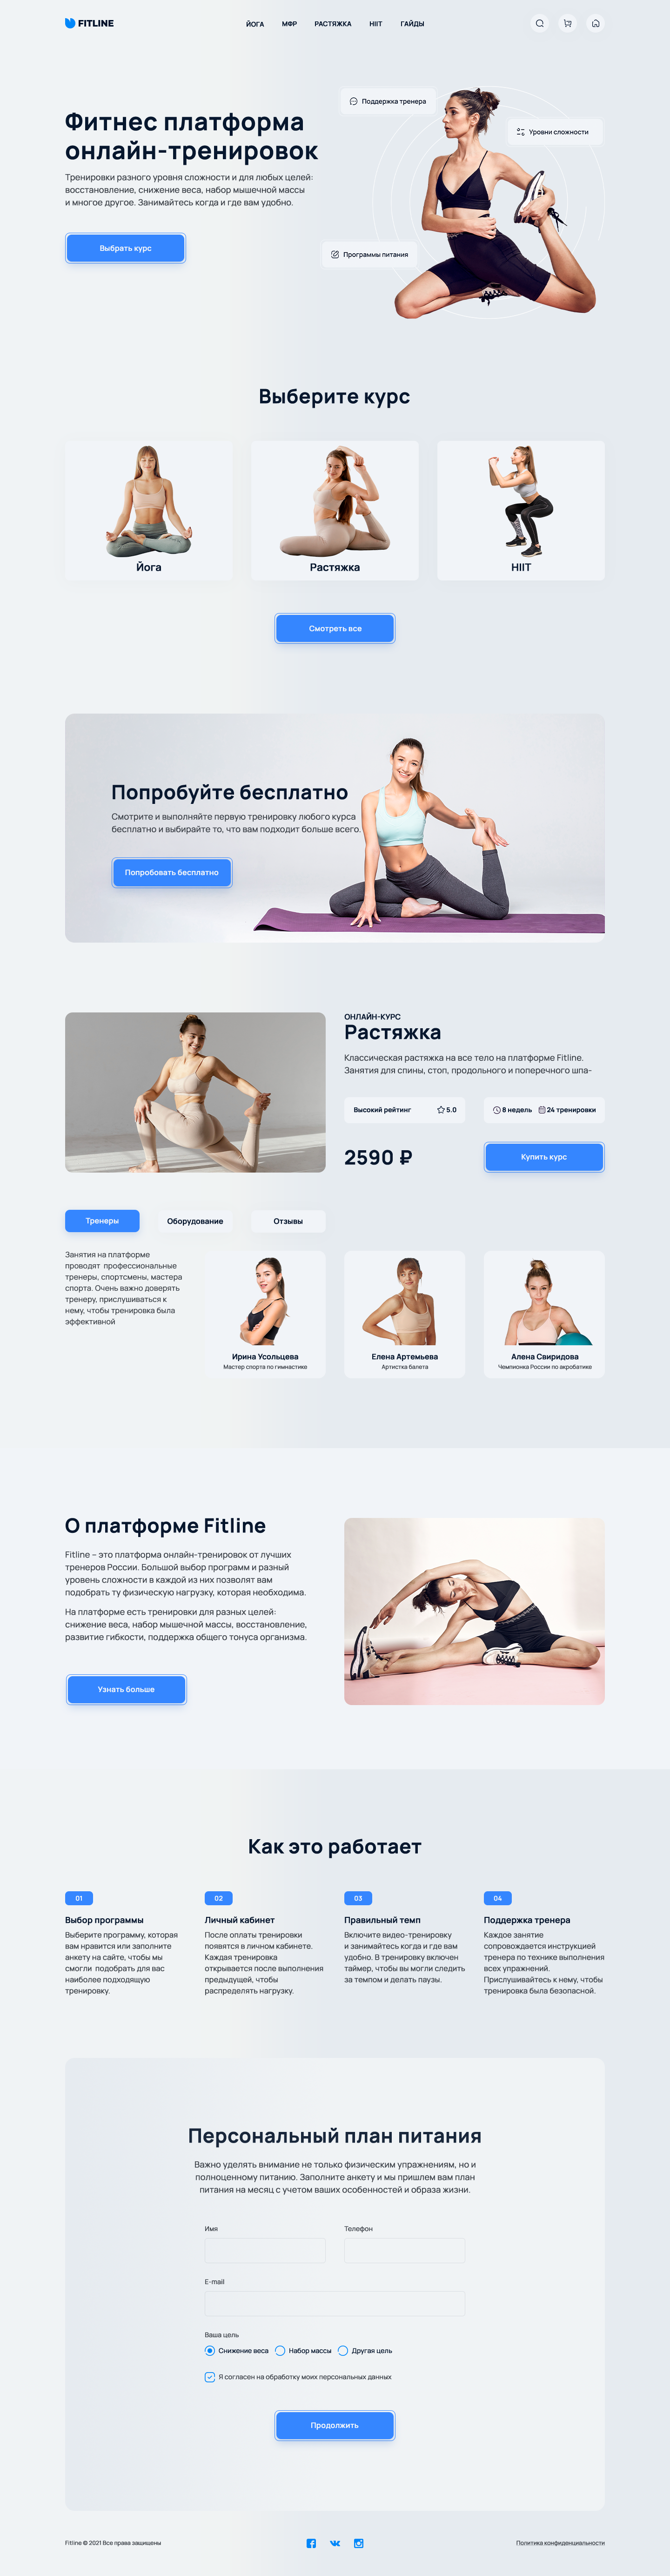 FITLINE
ЙОГА МФР РАСТЯЖКА HIIT ГАЙДЫ
Поддержка тренера
Уровни сложности
Фитнес платформа
онлайн-тренировок
Тренировки разного уровня сложности и для любых целей:
восстановление, снижение веса, набор мышечной массы
и многое другое. Занимайтесь когда и где вам удобно.
Выбрать курс
Программы питания
Выберите курс
Йога
Растяжка
HIIT
Смотреть все
Попробуйте бесплатно
Смотрите и выполняйте первую тренировку любого курса
бесплатно и выбирайте то, что вам подходит больше всего.
Попробовать бесплатно
ОНЛАЙН-КУРС
Растяжка
Классическая растяжка на все тело на платформе Fitline.
Занятия для спины, стоп, продольного и поперечного шпа-
Высокий рейтинг 5.0
8 недель 24 тренировки
2590 ₽
Купить курс
Тренеры
Оборудование
Отзывы
Занятия на платформе
проводят профессиональные
тренеры, спортсмены, мастера
спорта. Очень важно доверять
тренеру, прислушиваться к
нему, чтобы тренировка была
эффективной
Ирина Усольцева
Мастер спорта по гимнастике
Елена Артемьева
Артистка балета
Алена Свиридова
Чемпионка России по акробатике
О платформе Fitline
Fitline – это платформа онлайн-тренировок от лучших
тренеров России. Большой выбор программ и разный
уровень сложности в каждой из них позволят вам
подобрать ту физическую нагрузку, которая необходима.
На платформе есть тренировки для разных целей:
снижение веса, набор мышечной массы, восстановление,
развитие гибкости, поддержка общего тонуса организма.
Узнать больше
Как это работает
01
Выбор программы
Выберите программу, которая
вам нравится или заполните
анкету на сайте, чтобы мы
смогли подобрать для вас
наиболее подходящую
тренировку.
02
Личный кабинет
После оплаты тренировки
появятся в личном кабинете.
Каждая тренировка
открывается после выполнения
предыдущей, чтобы
распределять нагрузку.
03
Правильный темп
Включите видео-тренировку
и занимайтесь когда и где вам
удобно. В тренировку включен
таймер, чтобы вы могли следить
за темпом и делать паузы.
04
Поддержка тренера
Каждое занятие
сопровождается инструкцией
тренера по технике выполнения
всех упражнений.
Прислушивайтесь к нему, чтобы
тренировка была безопасной.
Персональный план питания
Важно уделять внимание не только физическим упражнениям, но и
полноценному питанию. Заполните анкету и мы пришлем вам план
питания на месяц с учетом ваших особенностей и образа жизни.
Имя
Телефон
E-mail
Ваша цель
Снижение веса Набор массы Другая цель
Я согласен на обработку моих персональных данных
Продолжить
Fitline © 2021 Все права защищены
Политика конфиденциальности